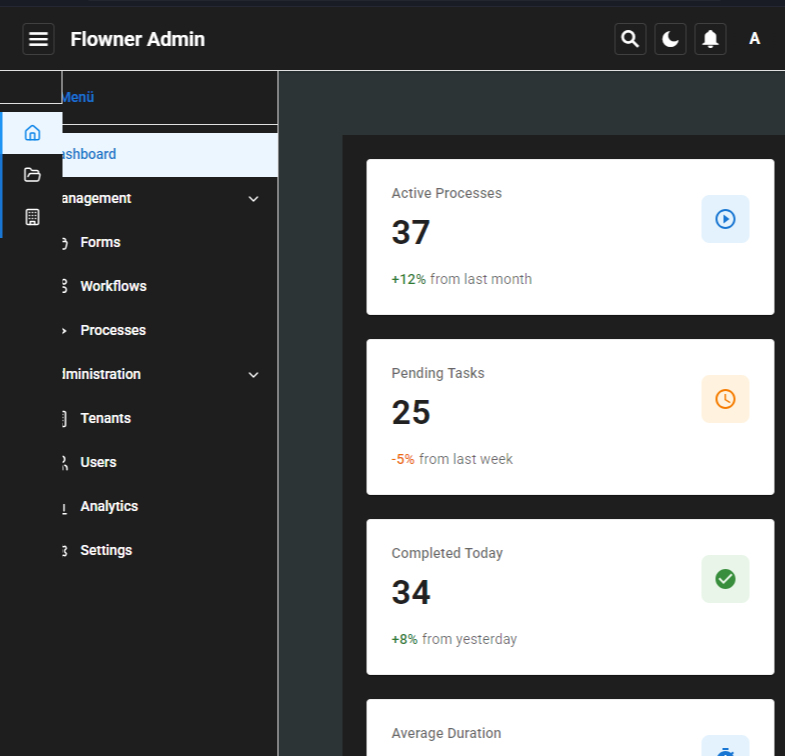 Flowner Admin
A
Menü
ashboard
anagement
Forms
Workflows
Processes
dministration
Tenants
Users
Analytics
Settings
Active Processes
37
+12% from last month
Pending Tasks
25
-5% from last week
Completed Today
34
+8% from yesterday
Average Duration